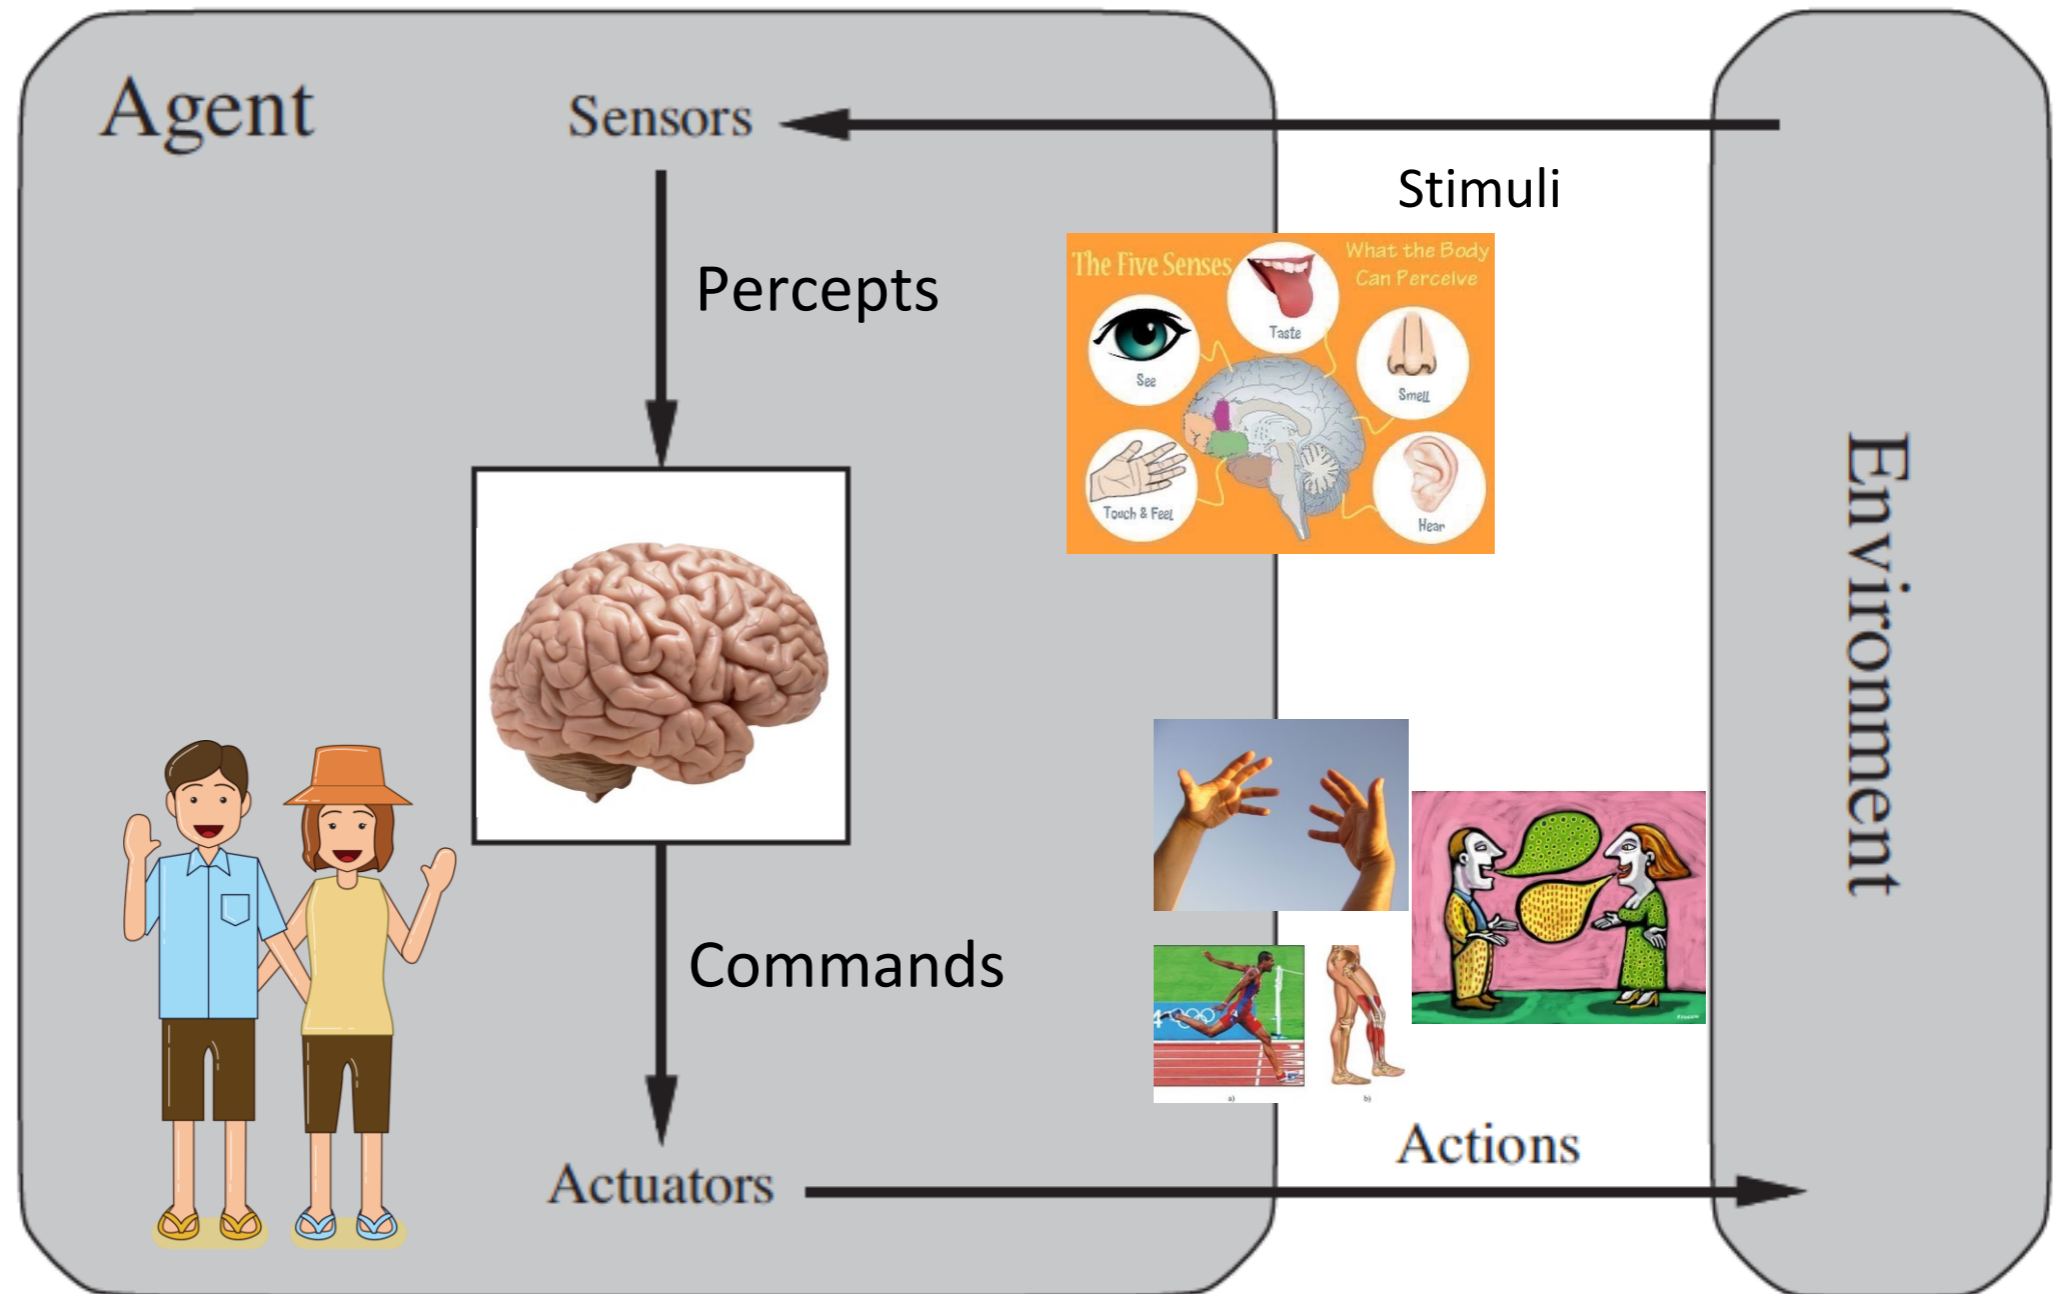 Agent
Sensors
Stimuli
Percepts
The Five Senses
What the Body
Can Perceive
Taste
See
Smell
Touch & Feel
Hear
Environment
Commands
4
a)
b)
Actions
Actuators